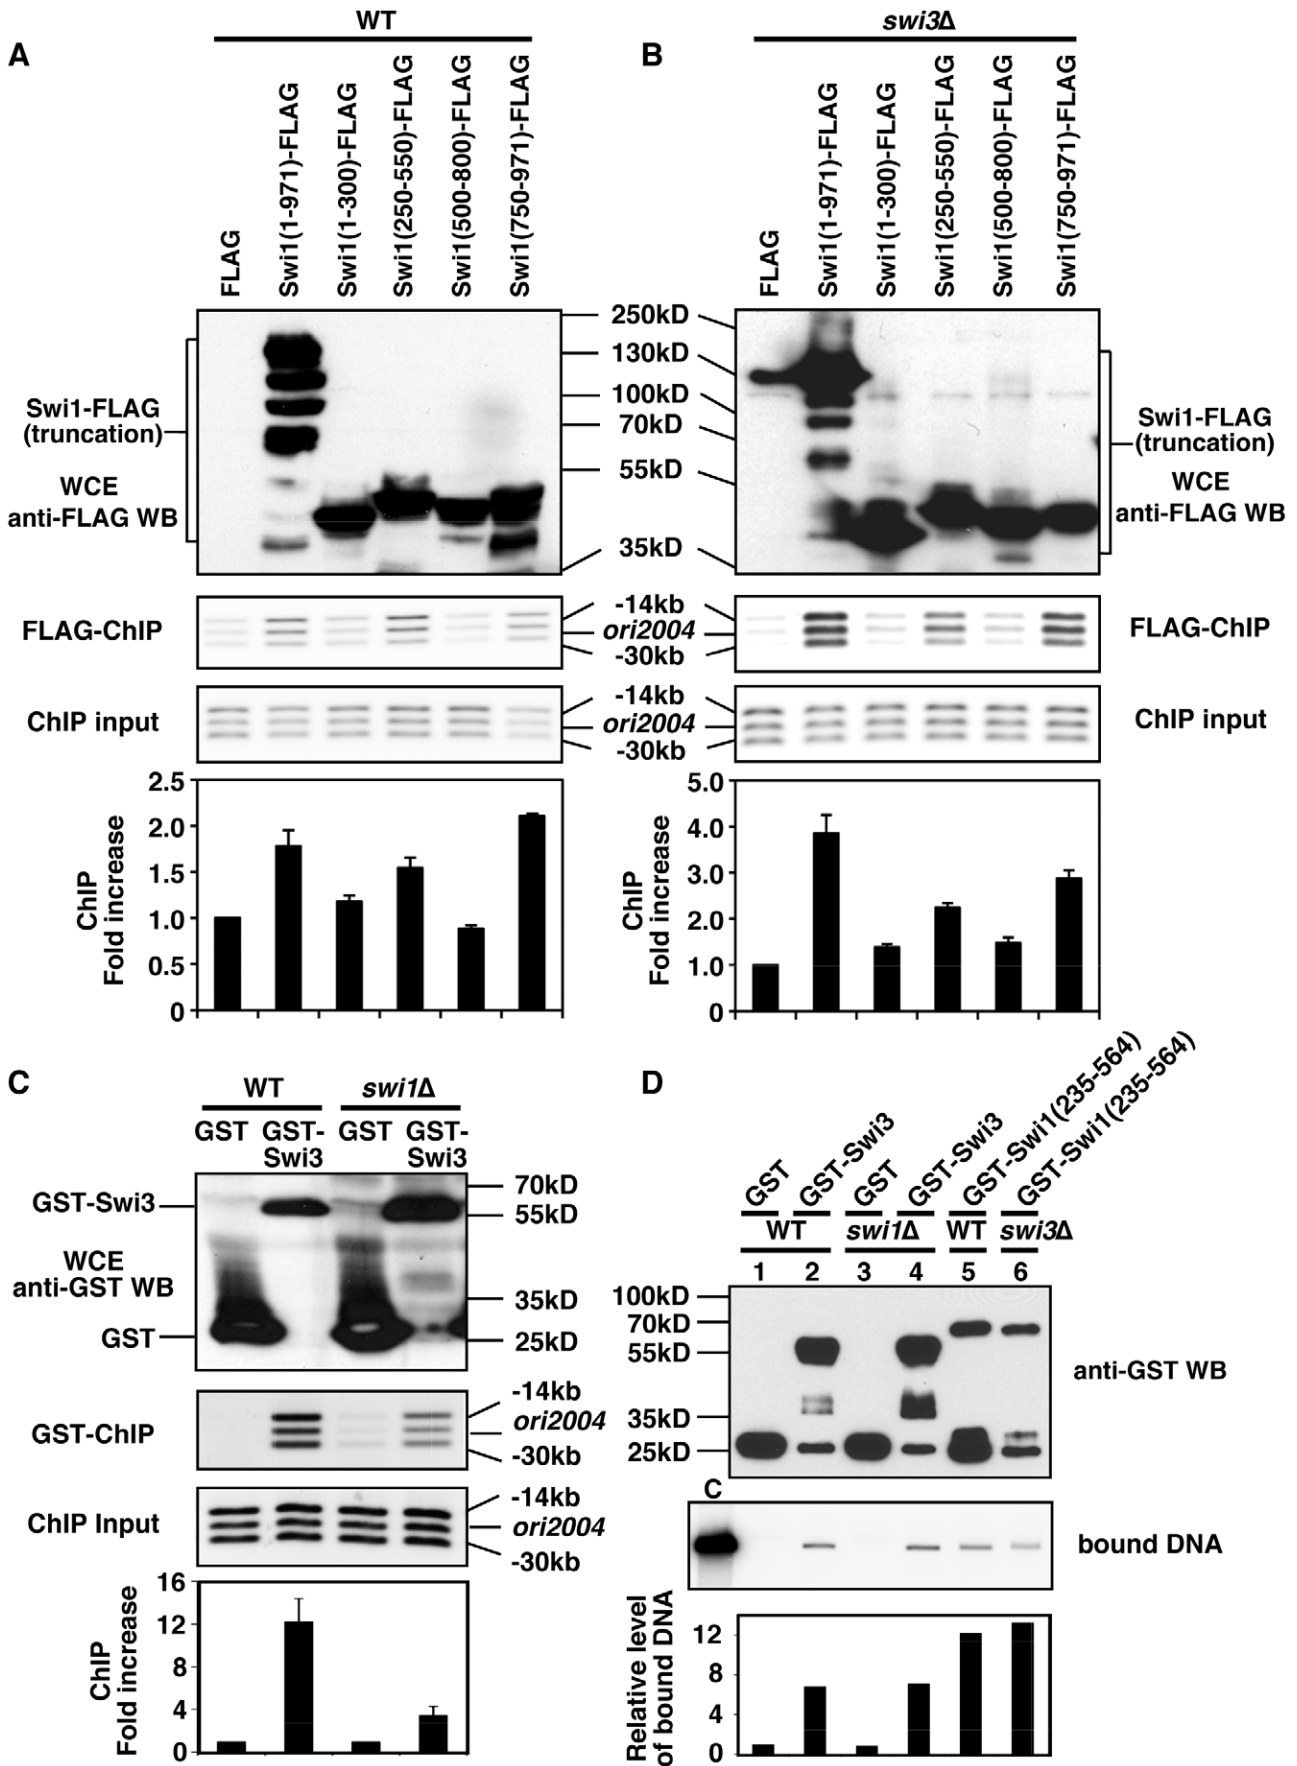 A
WT
FLAG
Swi1(1-971)-FLAG
Swi1(1-300)-FLAG
Swi1(250-550)-FLAG
Swi1(500-800)-FLAG
Swi1(750-971)-FLAG
Swi1-FLAG
(truncation)
WCE
anti-FLAG WB
250kD
130kD
100kD
70kD
55kD
35kD
FLAG-ChIP
-14kb
ori2004
-30kb
ChIP input
-14kb
ori2004
-30kb
ChIP
Fold increase
2.5
2.0
1.5
1.0
0.5
0
B
swi3Δ
FLAG
Swi1(1-971)-FLAG
Swi1(1-300)-FLAG
Swi1(250-550)-FLAG
Swi1(500-800)-FLAG
Swi1(750-971)-FLAG
Swi1-FLAG
(truncation)
WCE
anti-FLAG WB
FLAG-ChIP
ChIP input
ChIP
Fold increase
5.0
4.0
3.0
2.0
1.0
0
C
WT
swi1Δ
GST
GST-
Swi3
GST
GST-
Swi3
GST-Swi3
WCE
anti-GST WB
GST
70kD
55kD
35kD
25kD
GST-ChIP
-14kb
ori2004
-30kb
ChIP Input
-14kb
ori2004
-30kb
ChIP
Fold increase
16
12
8
4
0
D
GST
GST-Swi3
GST
GST-Swi3
GST-Swi1(235-564)
GST-Swi1(235-564)
WT
swi1Δ
WT
swi3Δ
1
2
3
4
5
6
100kD
70kD
55kD
35kD
25kD
anti-GST WB
C
bound DNA
Relative level
of bound DNA
12
8
4
0